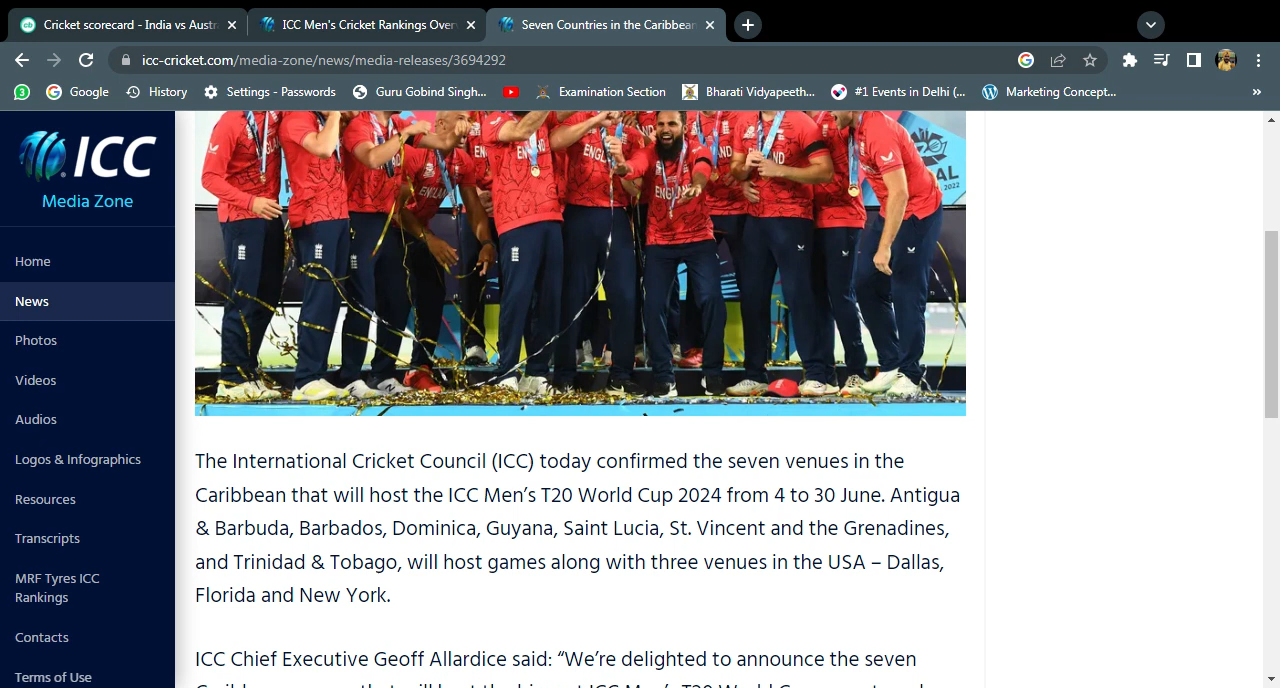 Cricket scorecard - India vs Austr
ICC Men's Cricket Rankings Over
Seven Countries in the Caribbean
icc-cricket.com/media-zone/news/media-releases/3694292
3
Google
History
Settings - Passwords
Guru Gobind Singh...
Examination Section
Bharati Vidyapeeth...
#1 Events in Delhi (...
Marketing Concept...
»
ICC
Media Zone
Home
News
Photos
Videos
Audios
Logos & Infographics
Resources
Transcripts
MRF Tyres ICC
Rankings
Contacts
Terms of Use
ENGLAND
ENGLAND
ENGLAND
2022
The International Cricket Council (ICC) today confirmed the seven venues in the
Caribbean that will host the ICC Men’s T20 World Cup 2024 from 4 to 30 June. Antigua
& Barbuda, Barbados, Dominica, Guyana, Saint Lucia, St. Vincent and the Grenadines,
and Trinidad & Tobago, will host games along with three venues in the USA – Dallas,
Florida and New York.
ICC Chief Executive Geoff Allardice said: “We’re delighted to announce the seven